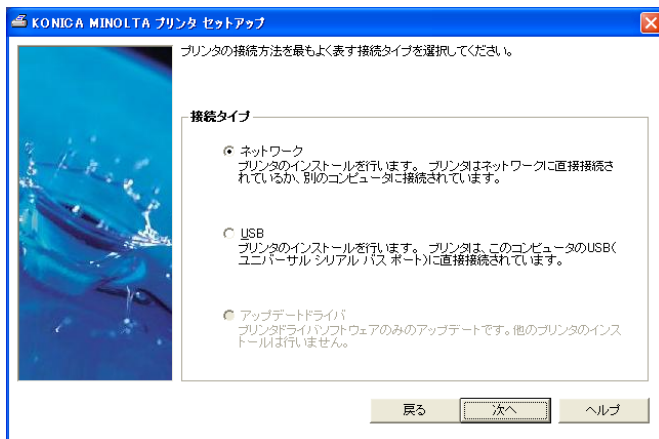 KONICA MINOLTA プリンタ セットアップ
プリンタの接続方法を最もよく表す接続タイプを選択してください。
接続タイプ
ネットワーク
プリンタのインストールを行います。 プリンタはネットワークに直接接続さ
れているか、別のコンピュータに接続されています。
USB
プリンタのインストールを行います。 プリンタは、このコンピュータのUSB(
ユニバーサル シリアル バス ポート)に直接接続されています。
アップデートドライバ
プリンタドライバソフトウェアのみのアップデートです。他のプリンタのインス
トールは行いません。
戻る 次へ ヘルプ